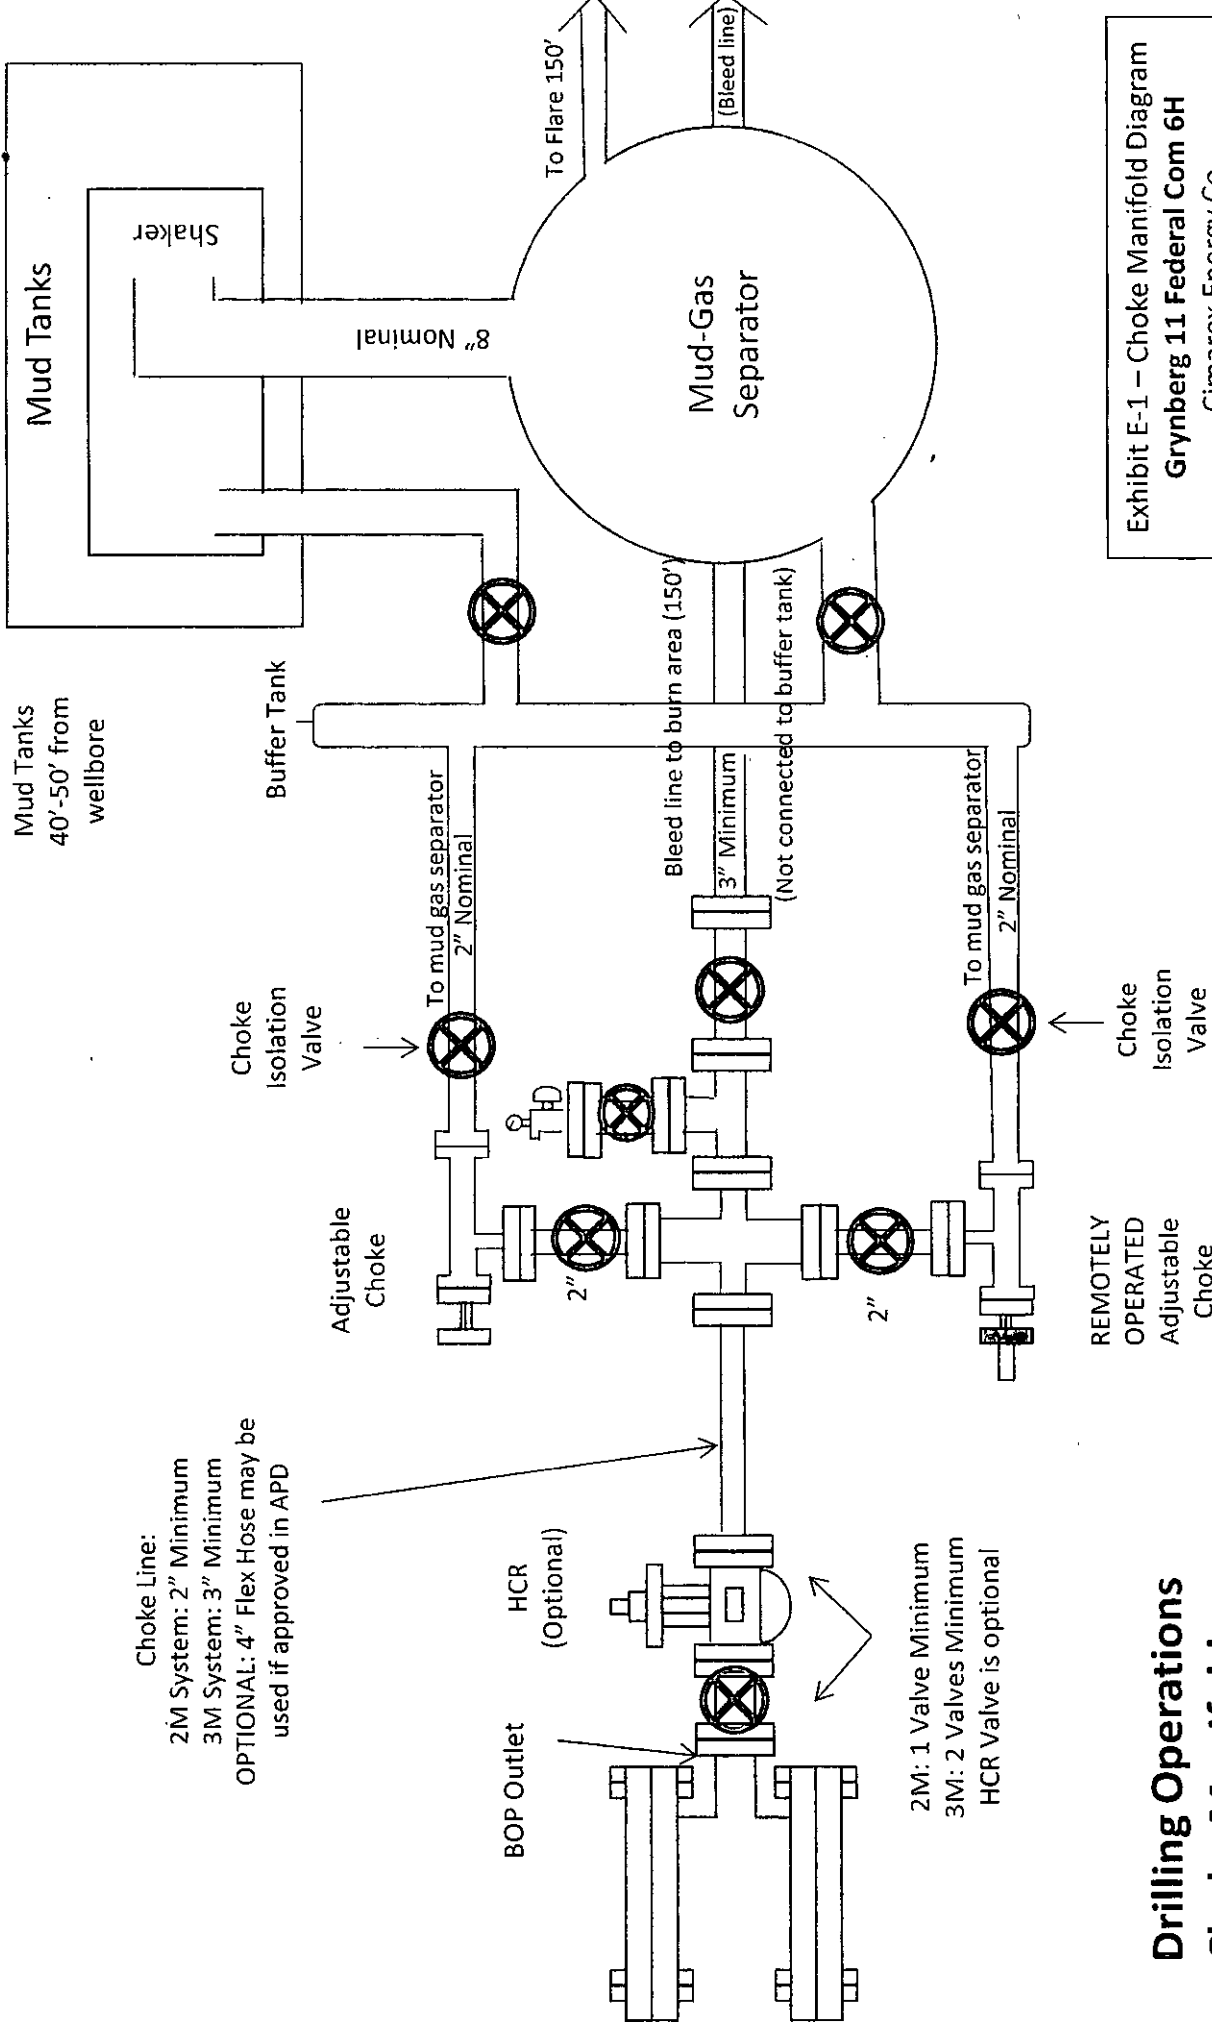 Mud Tanks
40'-50' from
wellbore
Mud Tanks
Shaker
8" Nominal
To Flare 150'
(Bleed line)
Mud-Gas
Separator
Buffer Tank
Bleed line to burn area (150')
3" Minimum
(Not connected to buffer tank)
To mud gas separator
2" Nominal
To mud gas separator
2" Nominal
Choke
Isolation
Valve
Choke
Isolation
Valve
Adjustable
Choke
2"
2"
REMOTELY
OPERATED
Adjustable
Choke
Choke Line:
2M System: 2" Minimum
3M System: 3" Minimum
OPTIONAL: 4" Flex Hose may be
used if approved in APD
HCR
(Optional)
BOP Outlet
2M: 1 Valve Minimum
3M: 2 Valves Minimum
HCR Valve is optional
Drilling Operations
Exhibit E-1 – Choke Manifold Diagram
Grynberg 11 Federal Com 6H
Cimarex Energy Co